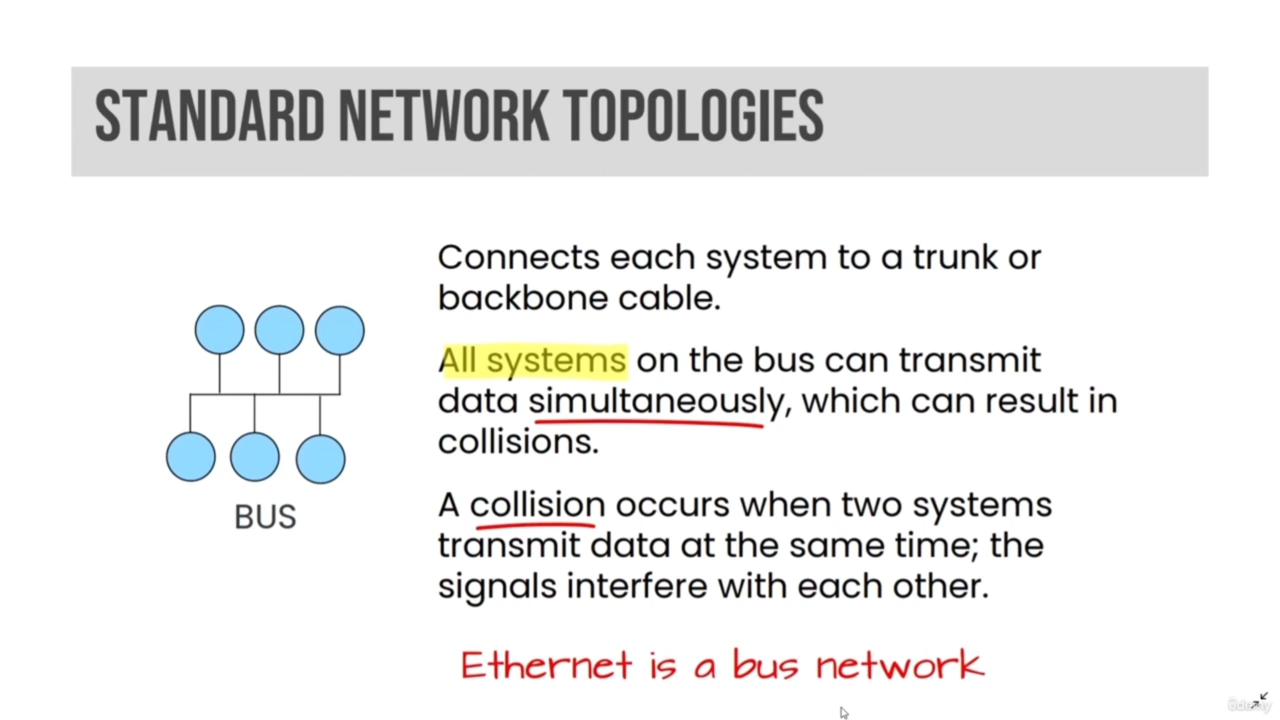 STANDARD NETWORK TOPOLOGIES
Connects each system to a trunk or
backbone cable.
All systems on the bus can transmit
data simultaneously, which can result in
collisions.
A collision occurs when two systems
transmit data at the same time; the
signals interfere with each other.
BUS
Ethernet is a bus network
ûdemy